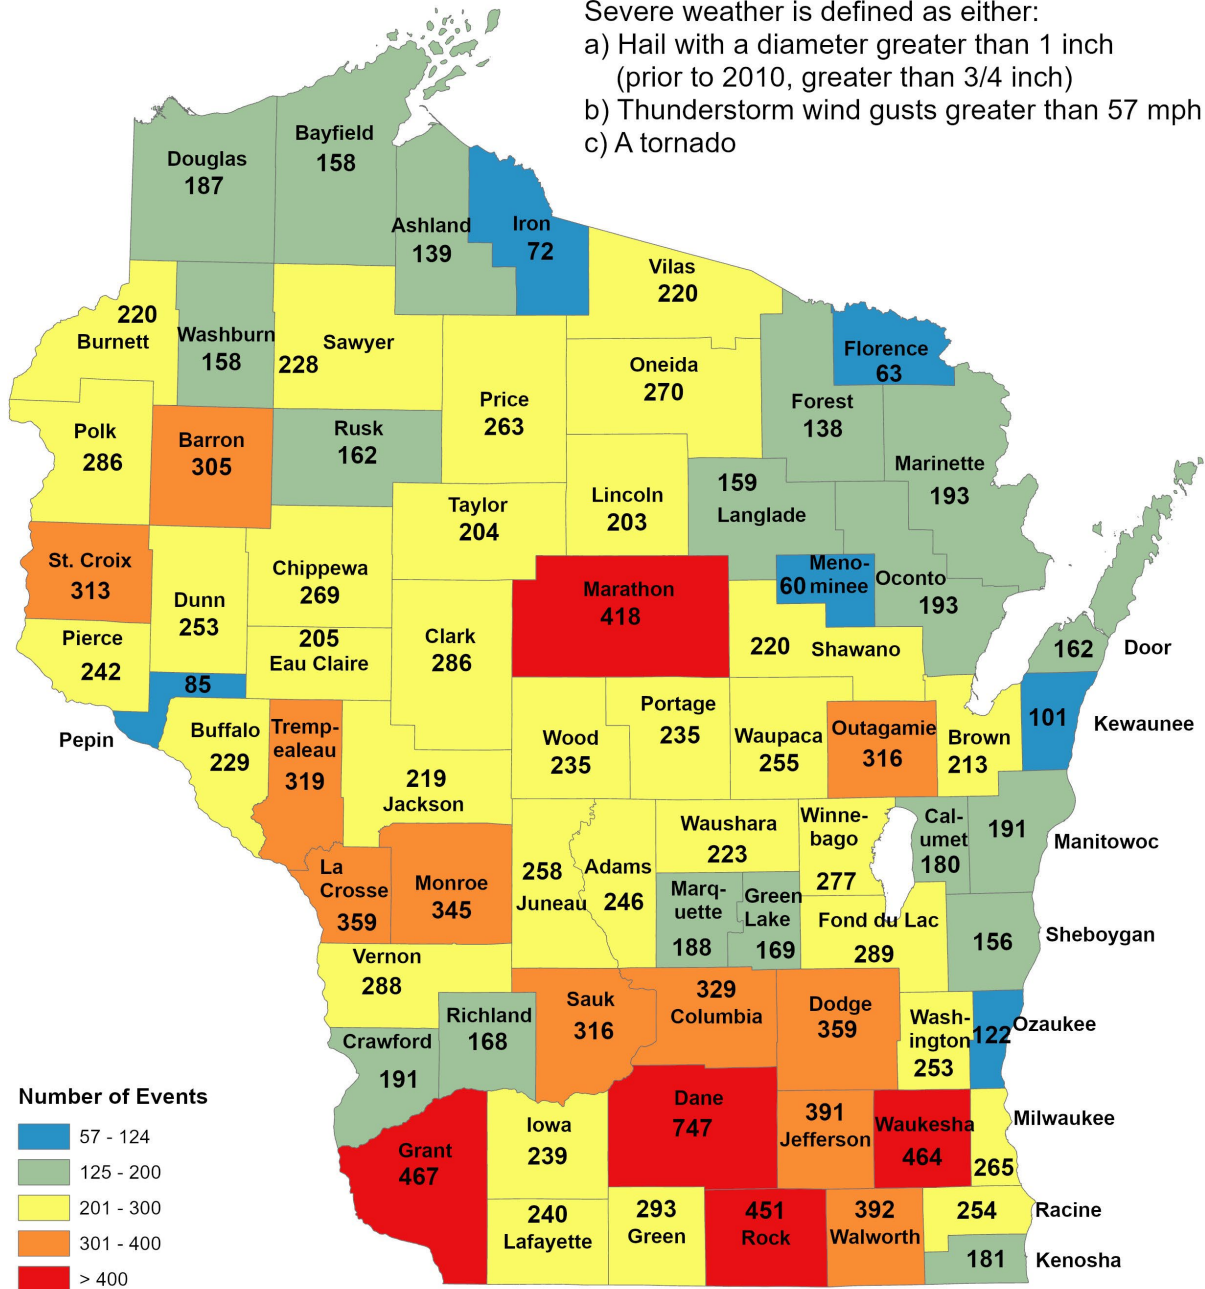 Severe weather is defined as either:
a) Hail with a diameter greater than 1 inch
(prior to 2010, greater than 3/4 inch)
b) Thunderstorm wind gusts greater than 57 mph
c) A tornado
Douglas
187
Bayfield
158
Ashland
139
Iron
72
Vilas
220
220
Burnett
Washburn
158
Sawyer
228
Price
263
Oneida
270
Forest
138
Florence
63
Marinette
193
Polk
286
Barron
305
Rusk
162
Taylor
204
Lincoln
203
159
Langlade
St. Croix
313
Dunn
253
Chippewa
269
Marathon
418
60
Meno-
minee
Oconto
193
Pierce
242
205
Eau Claire
Clark
286
220
Shawano
162
Door
85
Pepin
Buffalo
229
Tremp-
ealeau
319
219
Jackson
Wood
235
Portage
235
Waupaca
255
Outagamie
316
Brown
213
101
Kewaunee
La
Crosse
359
Monroe
345
258
Juneau
Adams
246
Waushara
223
Winne-
bago
277
Cal-
umet
180
191
Manitowoc
Marq-
uette
188
Green
Lake
169
Fond du Lac
289
156
Sheboygan
Vernon
288
Richland
168
Sauk
316
329
Columbia
Dodge
359
Wash-
ington
253
122
Ozaukee
Crawford
191
Grant
467
Iowa
239
Dane
747
391
Jefferson
Waukesha
464
Milwaukee
265
240
Lafayette
293
Green
451
Rock
392
Walworth
254
Racine
181
Kenosha
Number of Events
57 - 124
125 - 200
201 - 300
301 - 400
> 400